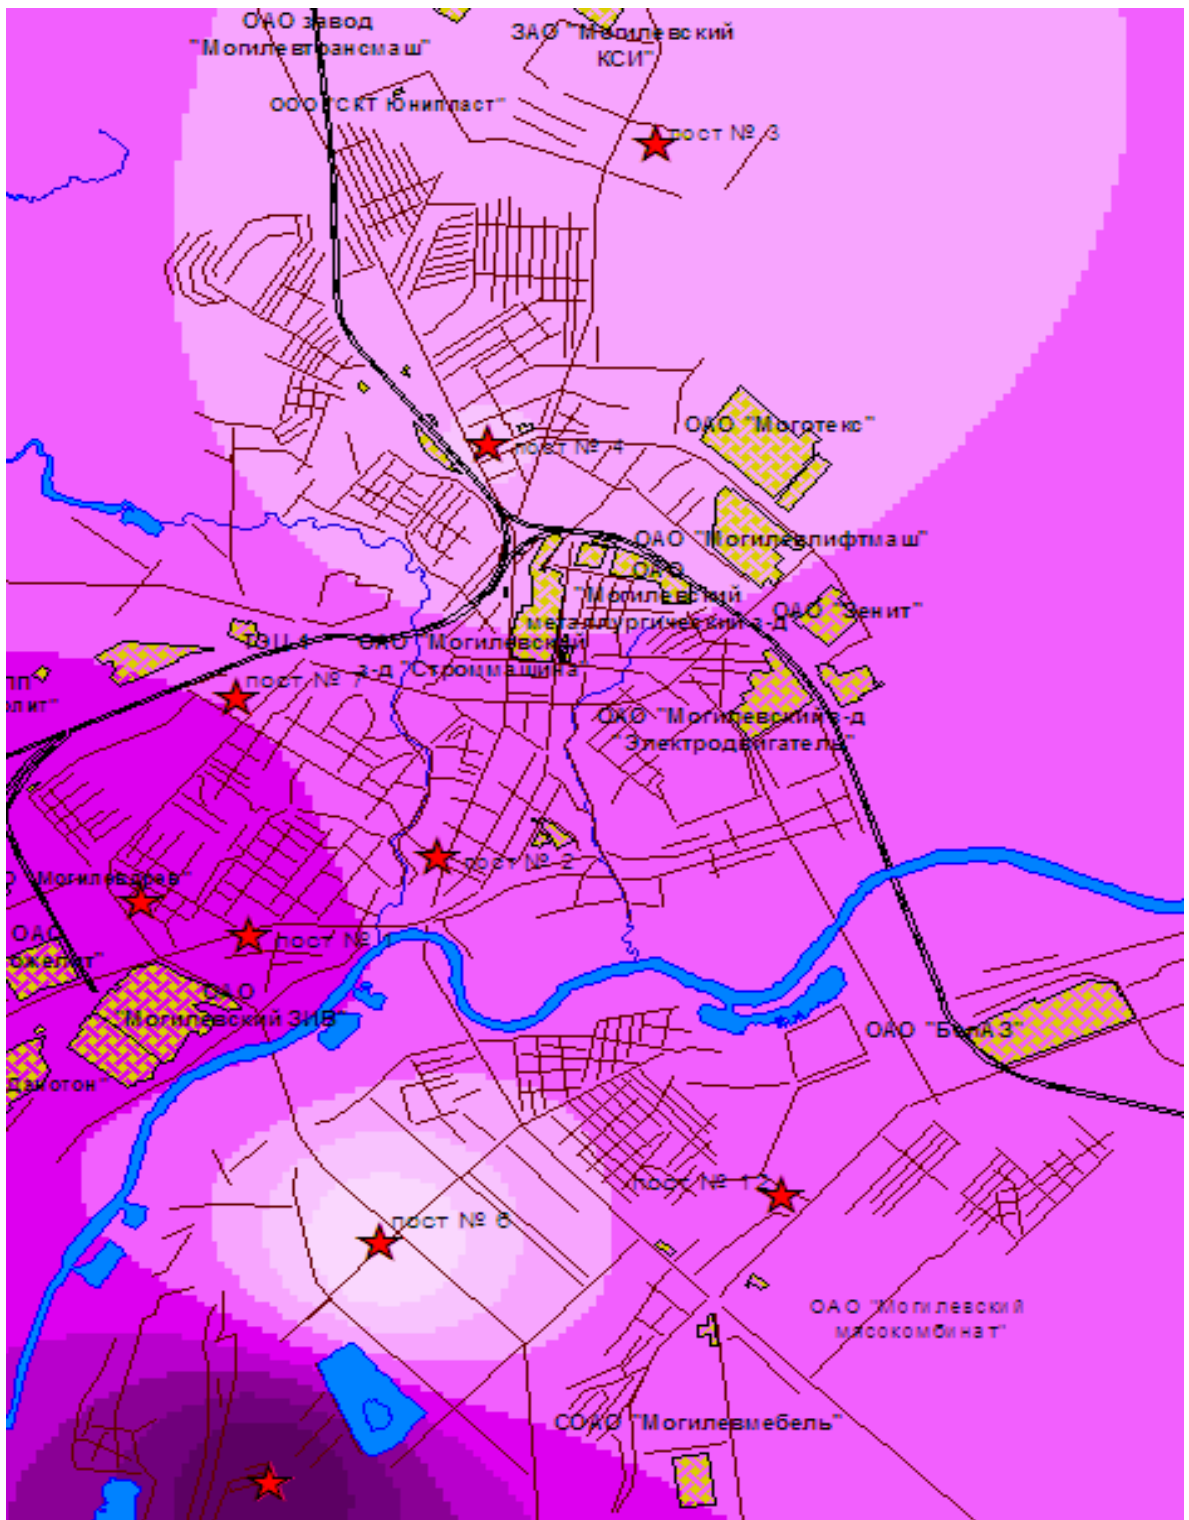 ОАО завод
"Могилевтрансмаш"
ЗАО "Могилевский
КСИ"
ООО "СКТ Юнипласт"
пост № 3
ОАО "Моготекс"
пост № 4
ОАО "Могилевлифтмаш"
ОАО
"Могилевский
металлургический з-д
ОАО "Зенит"
ТЭЦ-1
ОАО "Могилевский
з-д "Строммашина"
пост № 7
ОАО "Могилевский з-д
"Электродвигатель"
пост № 2
"Могилевдрев"
пост № 1
ОАО
ОАО
"Могилевский ЗИВ"
ОАО "БелАЗ"
пост № 12
пост № 6
ОАО "Могилевский
мясокомбинат"
СОАО "Могилевмебель"